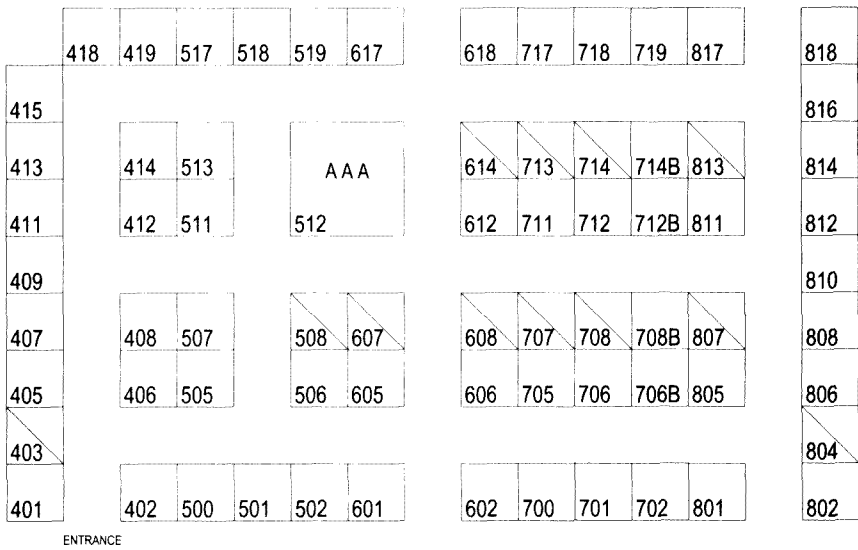 418 419 517 518 519 617 618 717 718 719 817 818
415 816
413 414 513 AAA 614 713 714 714B 813 814
411 412 511 512 612 711 712 712B 811 812
409 810
407 408 507 508 607 608 707 708 708B 807 808
405 406 505 506 605 606 705 706 706B 805 806
403 804
401 402 500 501 502 601 602 700 701 702 801 802
ENTRANCE